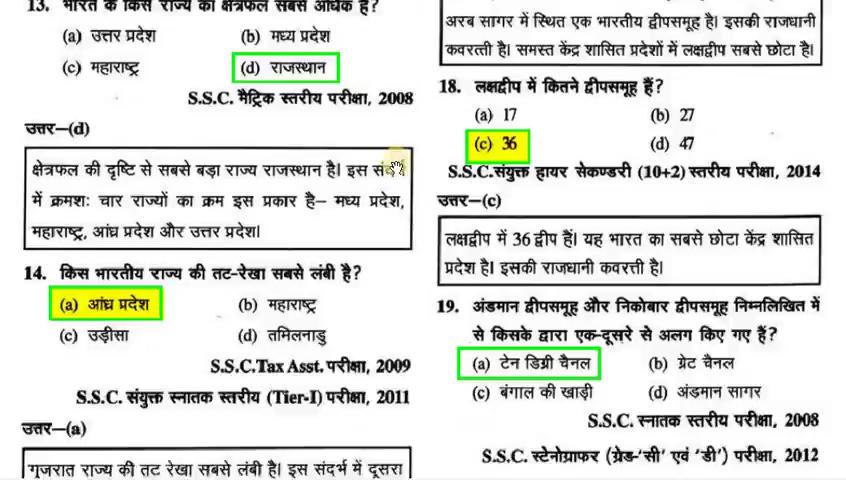 13. भारत के किस राज्य का क्षेत्रफल सबसे अधिक है?
(a) उत्तर प्रदेश (b) मध्य प्रदेश
(c) महाराष्ट्र (d) राजस्थान
S.S.C. मैट्रिक स्तरीय परीक्षा, 2008
उत्तर—(d)
क्षेत्रफल की दृष्टि से सबसे बड़ा राज्य राजस्थान है। इस संदर्भ
में क्रमशः चार राज्यों का क्रम इस प्रकार है– मध्य प्रदेश,
महाराष्ट्र, आंध्र प्रदेश और उत्तर प्रदेश।
14. किस भारतीय राज्य की तट-रेखा सबसे लंबी है?
(a) आंध्र प्रदेश (b) महाराष्ट्र
(c) उड़ीसा (d) तमिलनाडु
S.S.C.Tax Asst. परीक्षा, 2009
S.S.C. संयुक्त स्नातक स्तरीय (Tier-I) परीक्षा, 2011
उत्तर—(a)
गुजरात राज्य की तट रेखा सबसे लंबी है। इस संदर्भ में दूसरा
अरब सागर में स्थित एक भारतीय द्वीपसमूह है। इसकी राजधानी
कवरत्ती है। समस्त केंद्र शासित प्रदेशों में लक्षद्वीप सबसे छोटा है।
18. लक्षद्वीप में कितने द्वीपसमूह हैं?
(a) 17 (b) 27
(c) 36 (d) 47
S.S.C.संयुक्त हायर सेकण्डरी (10+2) स्तरीय परीक्षा, 2014
उत्तर—(c)
लक्षद्वीप में 36 द्वीप हैं। यह भारत का सबसे छोटा केंद्र शासित
प्रदेश है। इसकी राजधानी कवरत्ती है।
19. अंडमान द्वीपसमूह और निकोबार द्वीपसमूह निम्नलिखित में
से किसके द्वारा एक-दूसरे से अलग किए गए हैं?
(a) टेन डिग्री चैनल (b) ग्रेट चैनल
(c) बंगाल की खाड़ी (d) अंडमान सागर
S.S.C. स्नातक स्तरीय परीक्षा, 2008
S.S.C. स्टेनोग्राफर (ग्रेड-'सी' एवं 'डी') परीक्षा, 2012